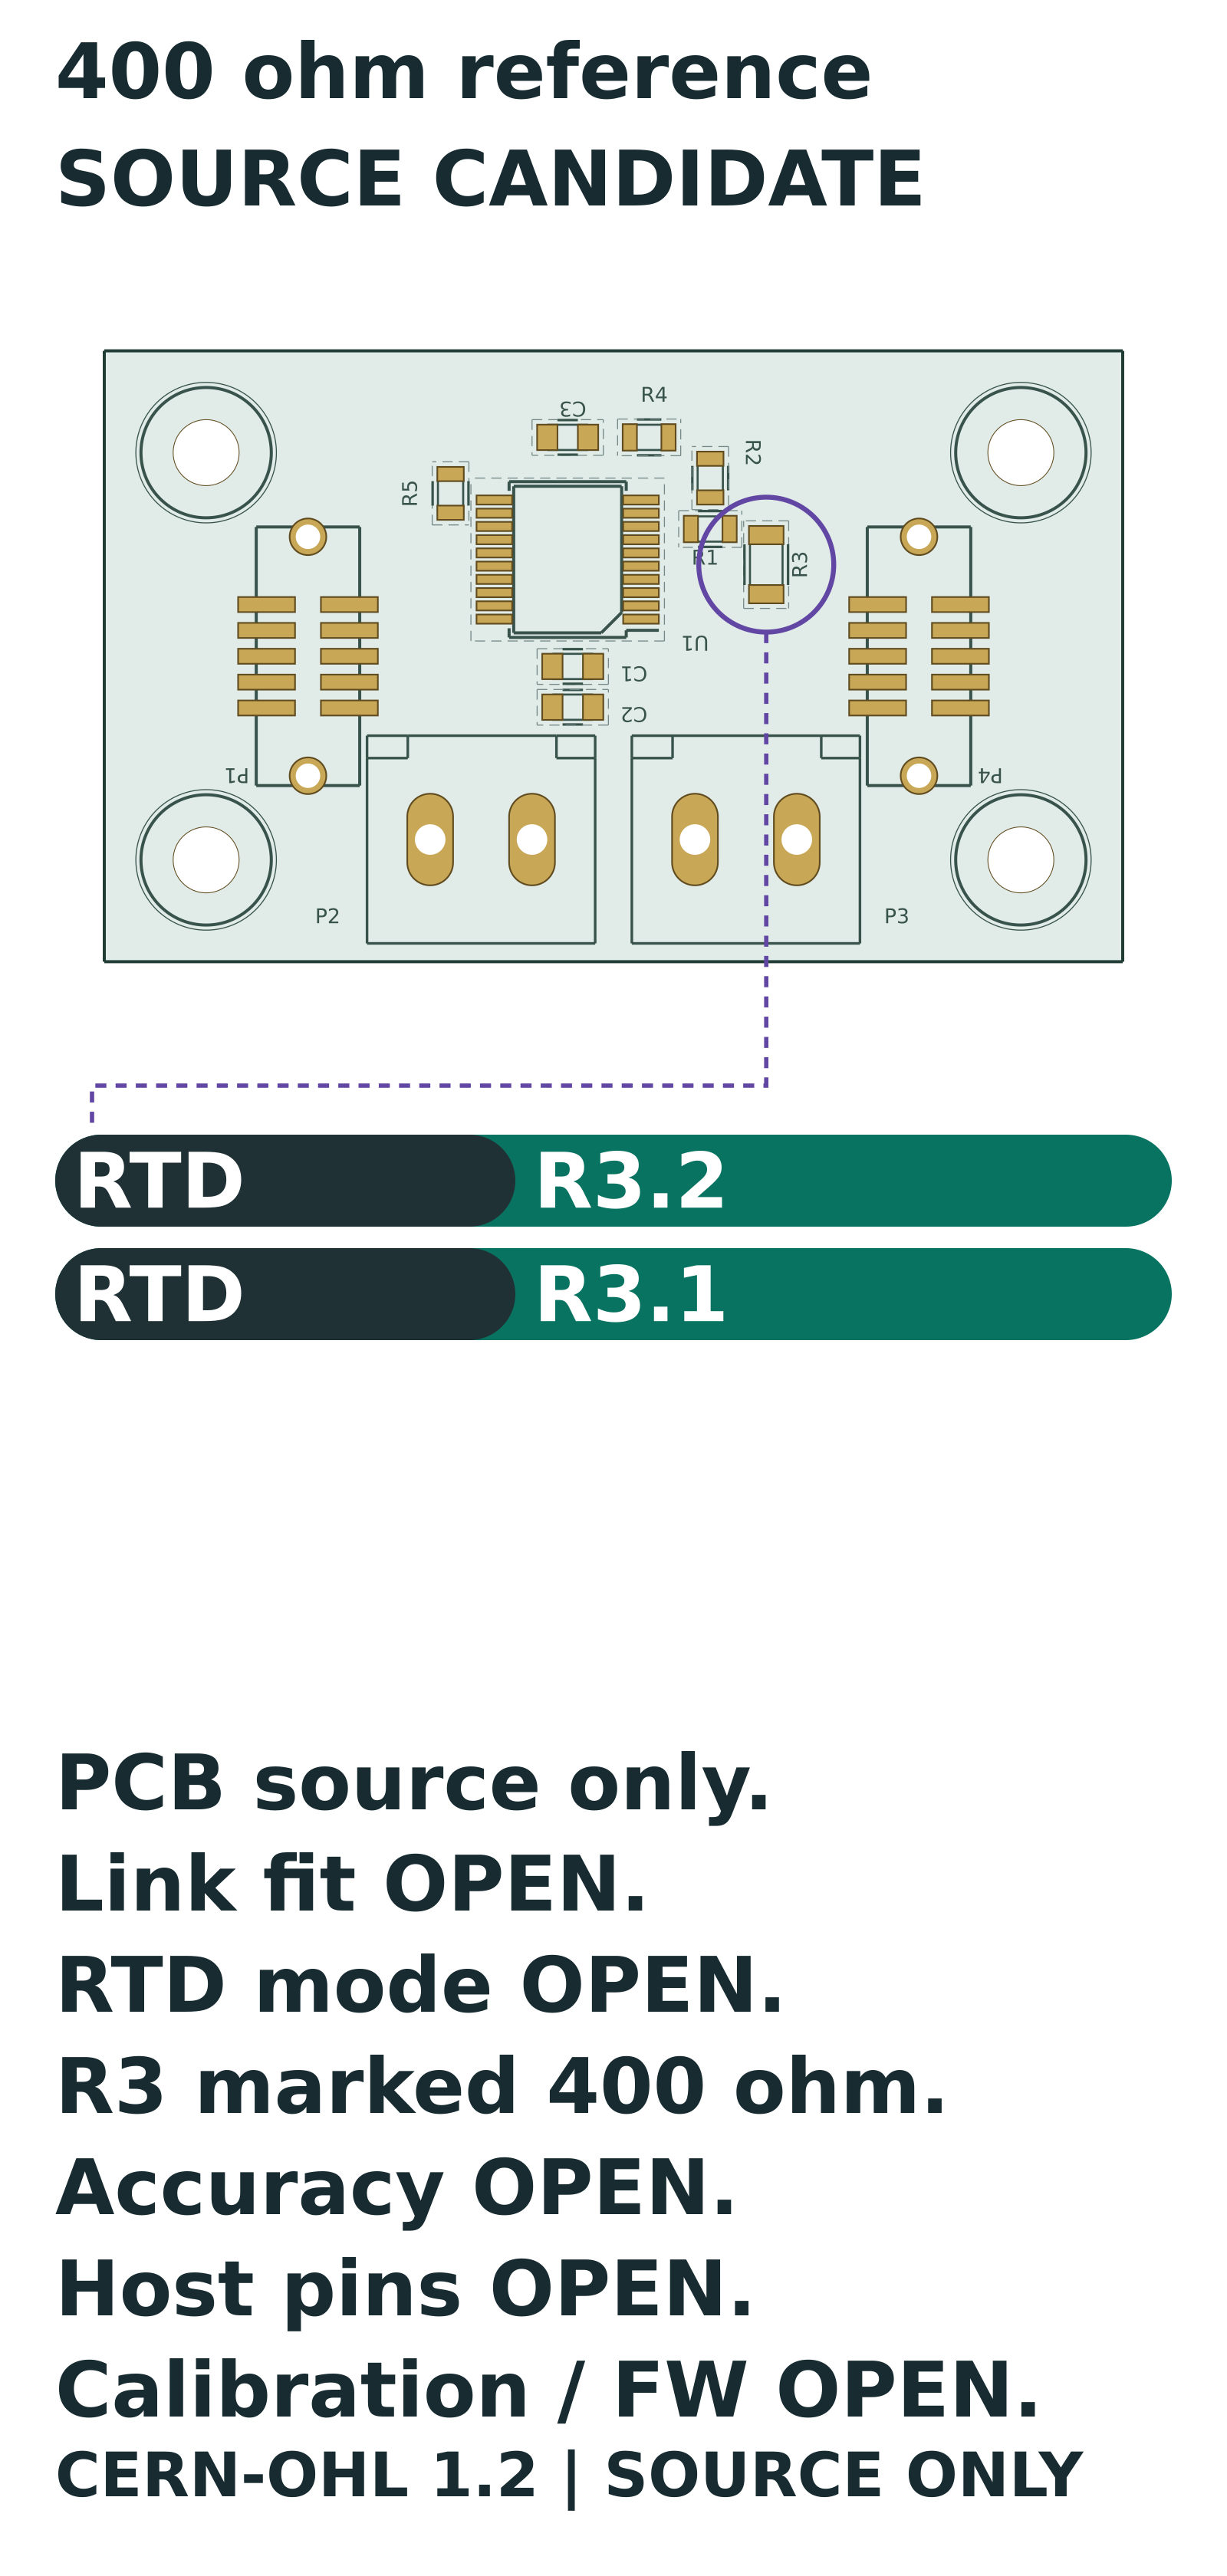 400 ohm reference
SOURCE CANDIDATE
R4
C3
R2
R5
R1
R3
U1
C1
C2
P1
P4
P2
P3
RTD R3.2
RTD R3.1
PCB source only.
Link fit OPEN.
RTD mode OPEN.
R3 marked 400 ohm.
Accuracy OPEN.
Host pins OPEN.
Calibration / FW OPEN.
CERN-OHL 1.2 | SOURCE ONLY